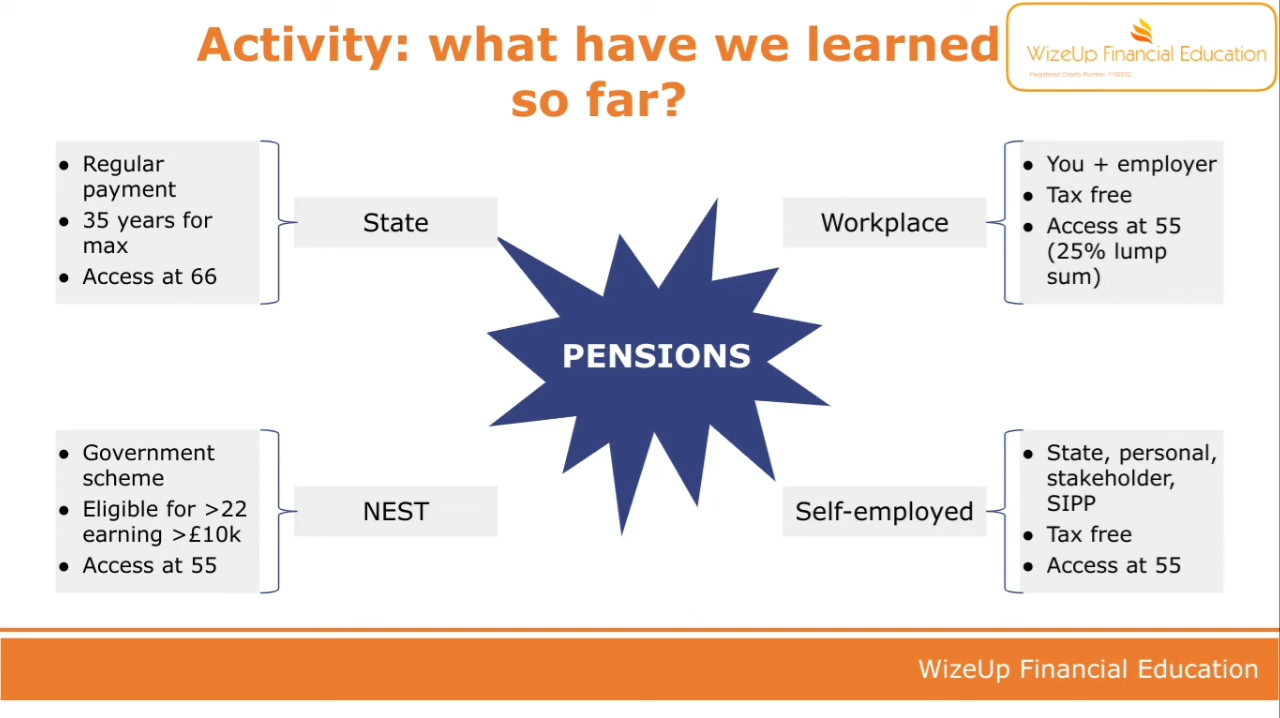 Activity: what have we learned
so far?
WizeUp Financial Education
● Regular
payment
● 35 years for
max
● Access at 66
State
Workplace
● You + employer
● Tax free
● Access at 55
(25% lump
sum)
PENSIONS
● Government
scheme
● Eligible for >22
earning >£10k
● Access at 55
NEST
Self-employed
● State, personal,
stakeholder,
SIPP
● Tax free
● Access at 55
WizeUp Financial Education